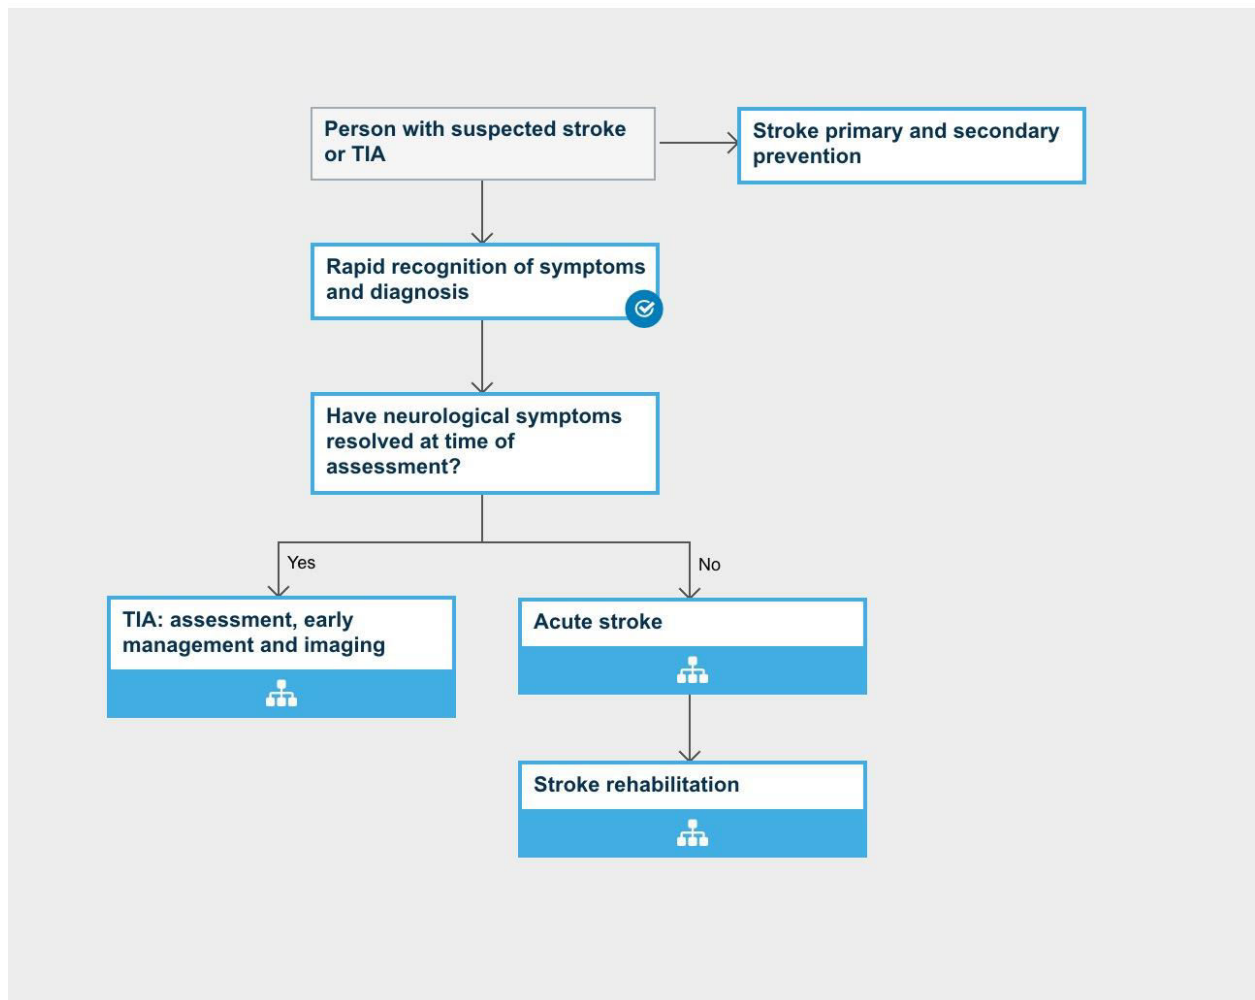 Person with suspected stroke
or TIA
Stroke primary and secondary
prevention
Rapid recognition of symptoms
and diagnosis
Have neurological symptoms
resolved at time of
assessment?
Yes
No
TIA: assessment, early
management and imaging
Acute stroke
Stroke rehabilitation